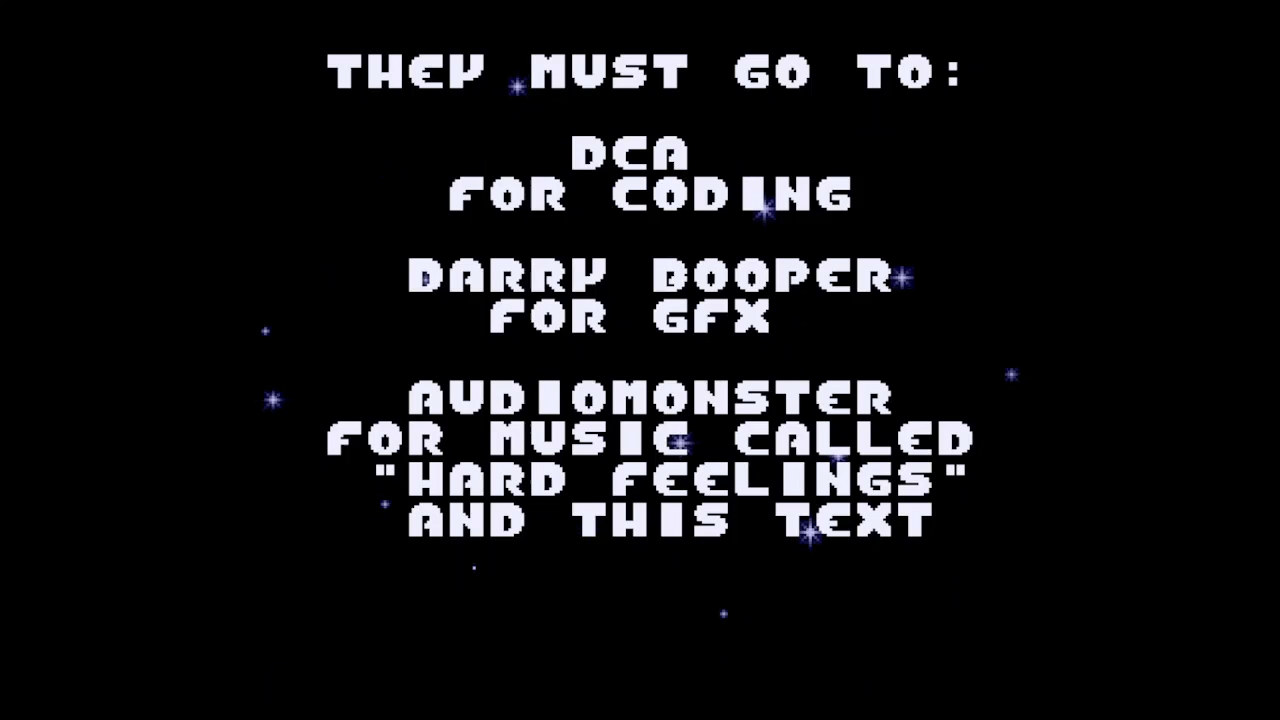 THEY MUST GO TO:
DCA
FOR CODING
DARRY DOOPER
FOR GFX
AUDIOMONSTER
FOR MUSIC CALLED
"HARD FEELINGS"
AND THIS TEXT